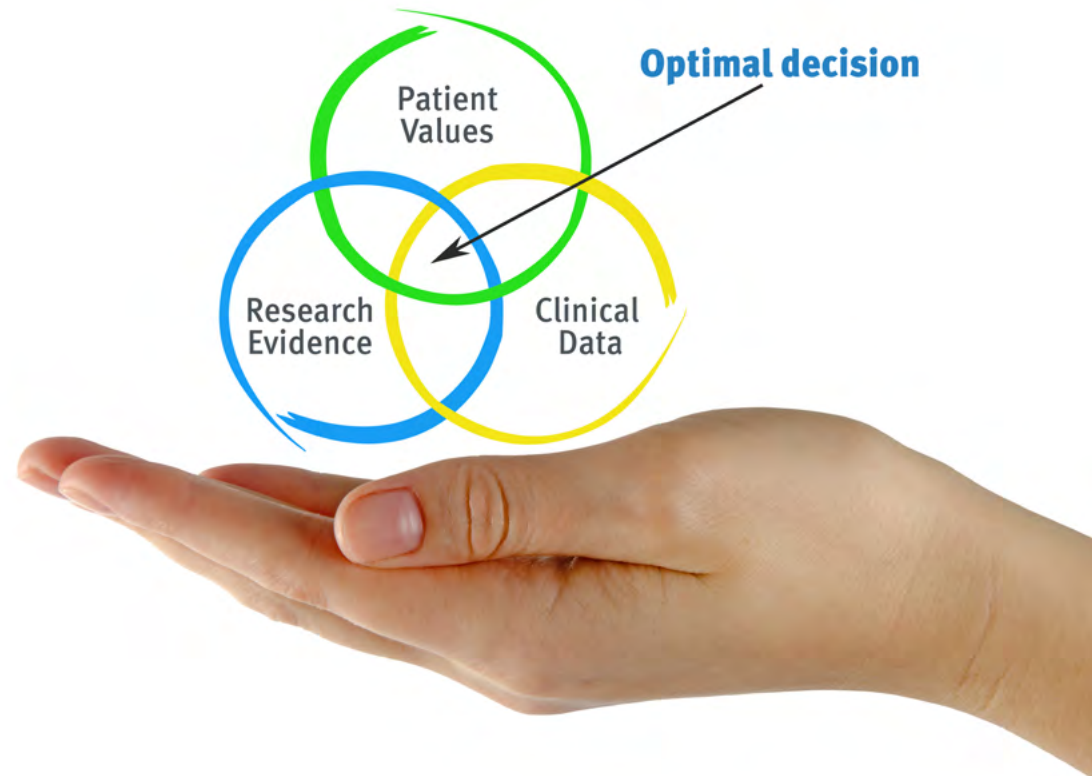 Optimal decision
Patient
Values
Research
Evidence
Clinical
Data